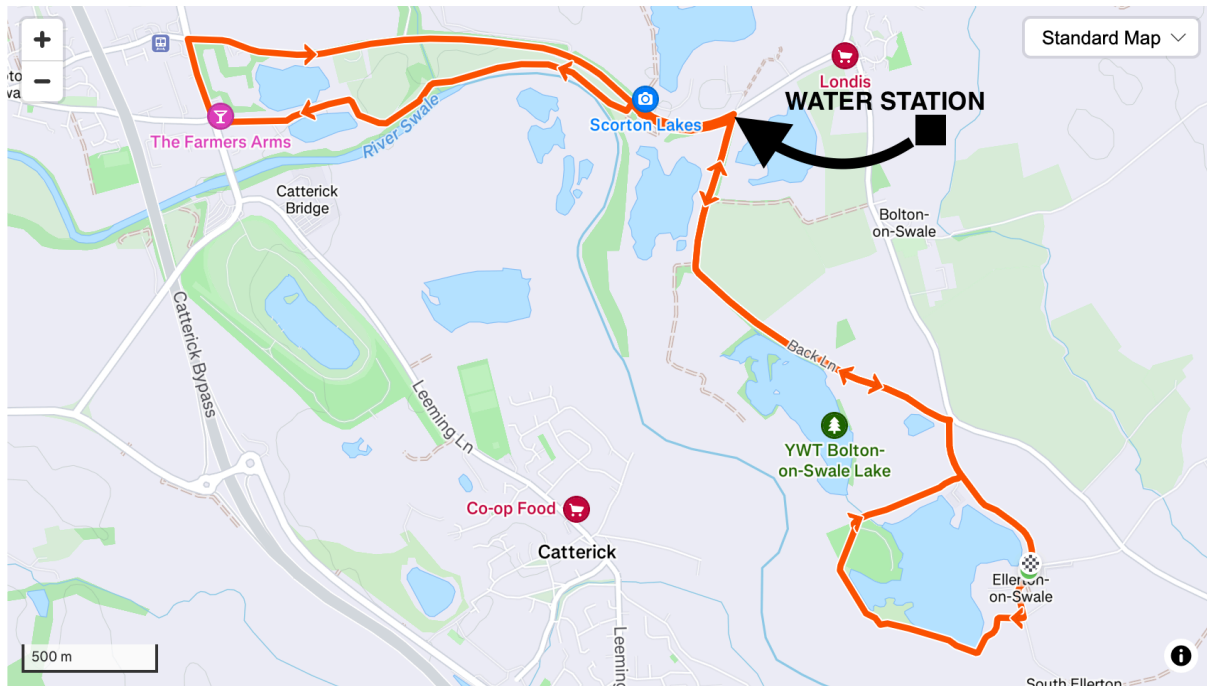 +
Standard Map
−
Londis
WATER STATION
Scorton Lakes
The Farmers Arms
River Swale
Catterick
Bridge
Bolton-
on-Swale
Catterick Bypass
Back Ln
Leeming Ln
YWT Bolton-
on-Swale Lake
Co-op Food
Catterick
Ellerton-
on-Swale
500 m
Leeming
South Ellerton